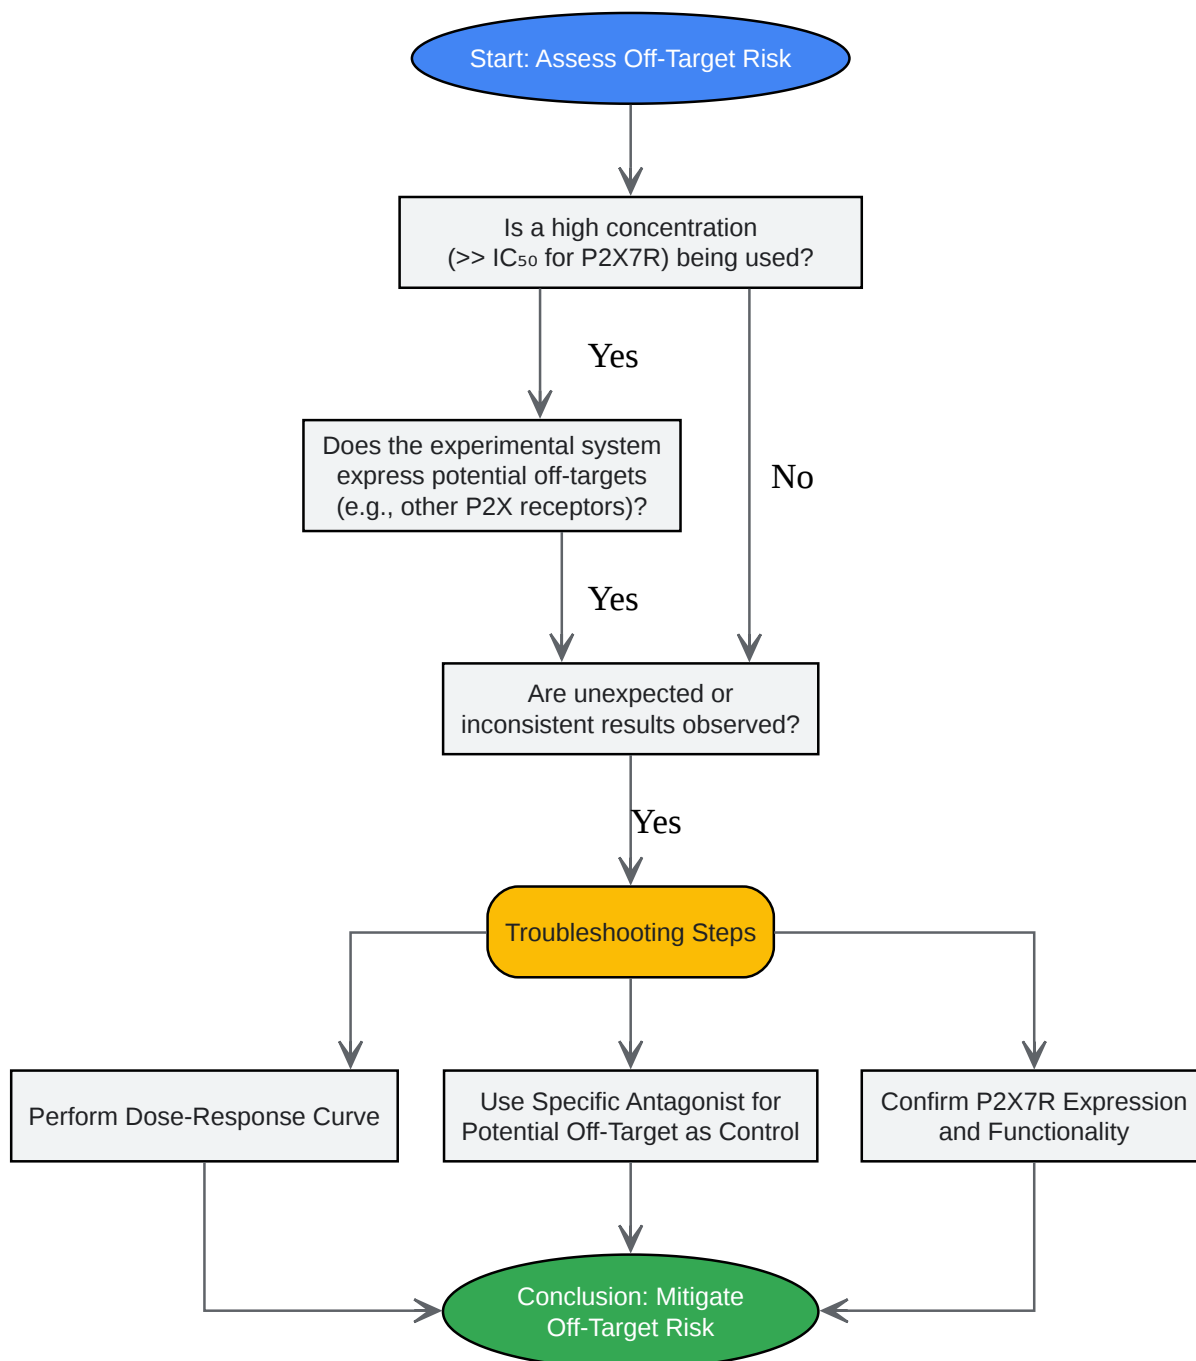 Start: Assess Off-Target Risk
Is a high concentration
(>> IC₅₀ for P2X7R) being used?
Yes
Does the experimental system
express potential off-targets
(e.g., other P2X receptors)?
No
Yes
Are unexpected or
inconsistent results observed?
Yes
Troubleshooting Steps
Perform Dose-Response Curve
Use Specific Antagonist for
Potential Off-Target as Control
Confirm P2X7R Expression
and Functionality
Conclusion: Mitigate
Off-Target Risk